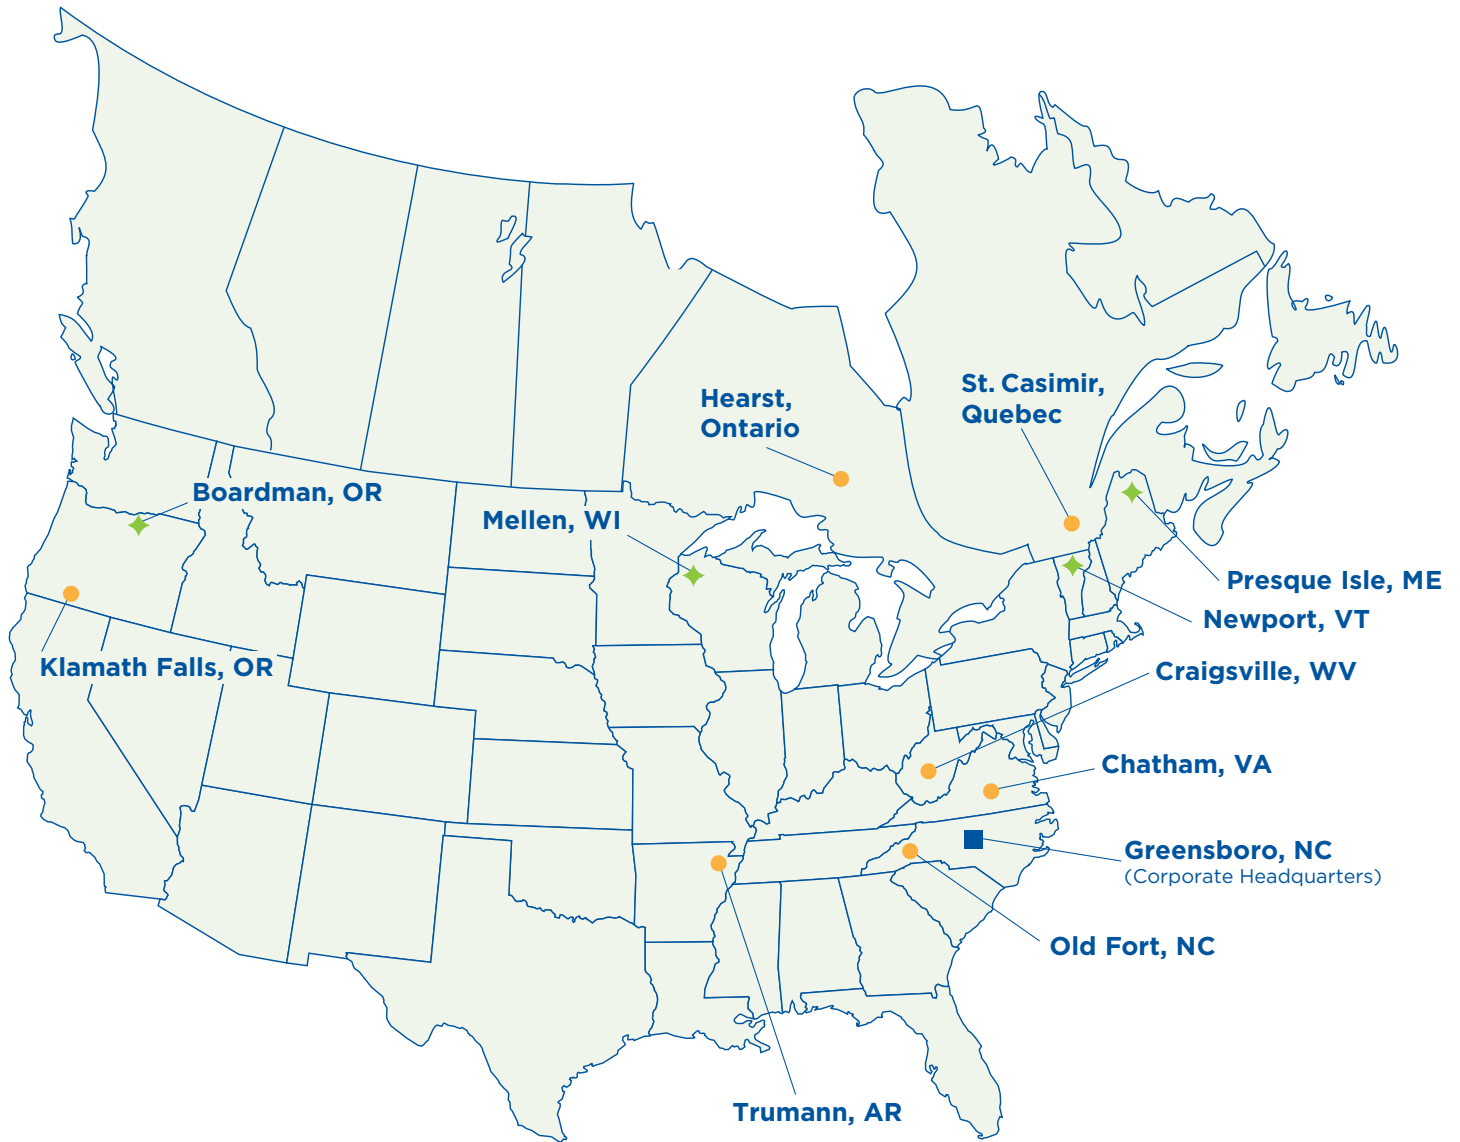 Hearst,
Ontario
St. Casimir,
Quebec
Boardman, OR
Mellen, WI
Presque Isle, ME
Newport, VT
Klamath Falls, OR
Craigsville, WV
Chatham, VA
Greensboro, NC
(Corporate Headquarters)
Old Fort, NC
Trumann, AR